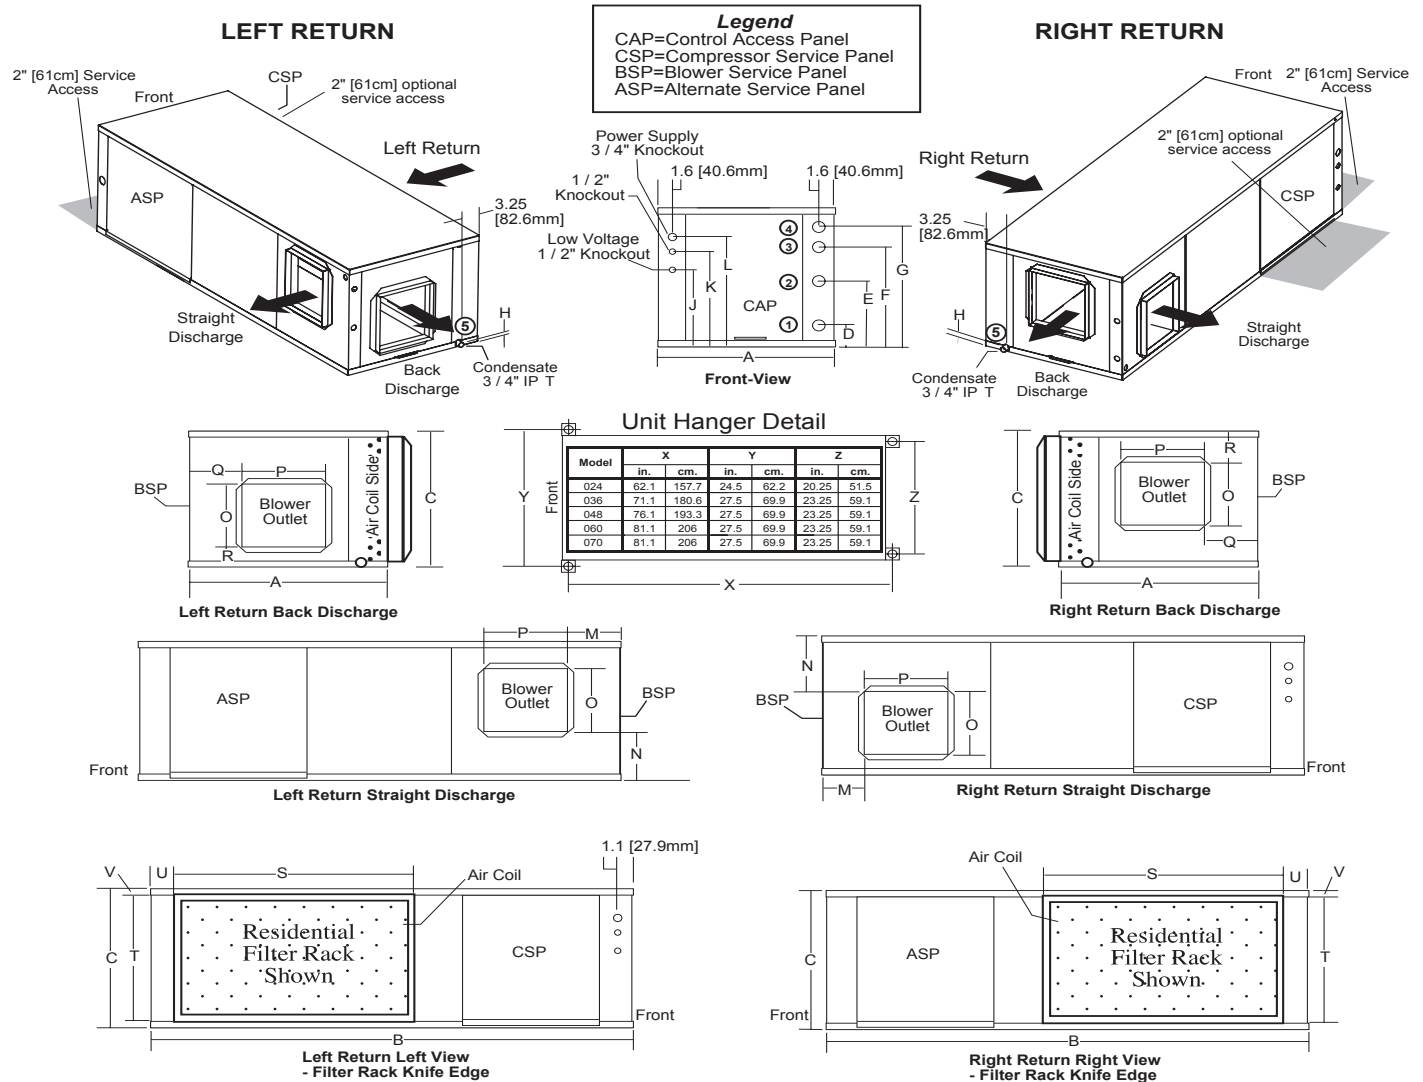 LEFT RETURN
Legend
CAP=Control Access Panel
CSP=Compressor Service Panel
BSP=Blower Service Panel
ASP=Alternate Service Panel
RIGHT RETURN
2" [61cm] Service
Access
Front
CSP
2" [61cm] optional
service access
Left Return
ASP
3.25
[82.6mm]
Straight
Discharge
5
H
Back
Discharge
Condensate
3 / 4" IP T
Power Supply
3 / 4" Knockout
1 / 2"
Knockout
Low Voltage
1 / 2" Knockout
1.6 [40.6mm]
1.6 [40.6mm]
4
3
2
1
L
K
J
CAP
G
F
E
D
A
Front-View
Front
2" [61cm] Service
Access
2" [61cm] optional
service access
Right Return
CSP
3.25
[82.6mm]
H
5
Straight
Discharge
Condensate
3 / 4" IP T
Back
Discharge
BSP
Q
P
O
R
Blower
Outlet
Air Coil Side
C
A
Left Return Back Discharge
Unit Hanger Detail
Y
Front
Model X Y Z
in. cm. in. cm. in. cm.
024 62.1 157.7 24.5 62.2 20.25 51.5
036 71.1 180.6 27.5 69.9 23.25 59.1
048 76.1 193.3 27.5 69.9 23.25 59.1
060 81.1 206 27.5 69.9 23.25 59.1
070 81.1 206 27.5 69.9 23.25 59.1
Z
X
C
Air Coil Side
P
R
Blower
Outlet
O
Q
BSP
A
Right Return Back Discharge
P
M
ASP
Blower
Outlet
O
BSP
N
Front
Left Return Straight Discharge
N
BSP
P
Blower
Outlet
O
CSP
M
Front
Right Return Straight Discharge
1.1 [27.9mm]
V
U
S
Air Coil
C
T
Residential
Filter Rack
Shown
CSP
Front
B
Left Return Left View
- Filter Rack Knife Edge
Air Coil
S
U
V
C
ASP
Residential
Filter Rack
Shown
T
Front
B
Right Return Right View
- Filter Rack Knife Edge